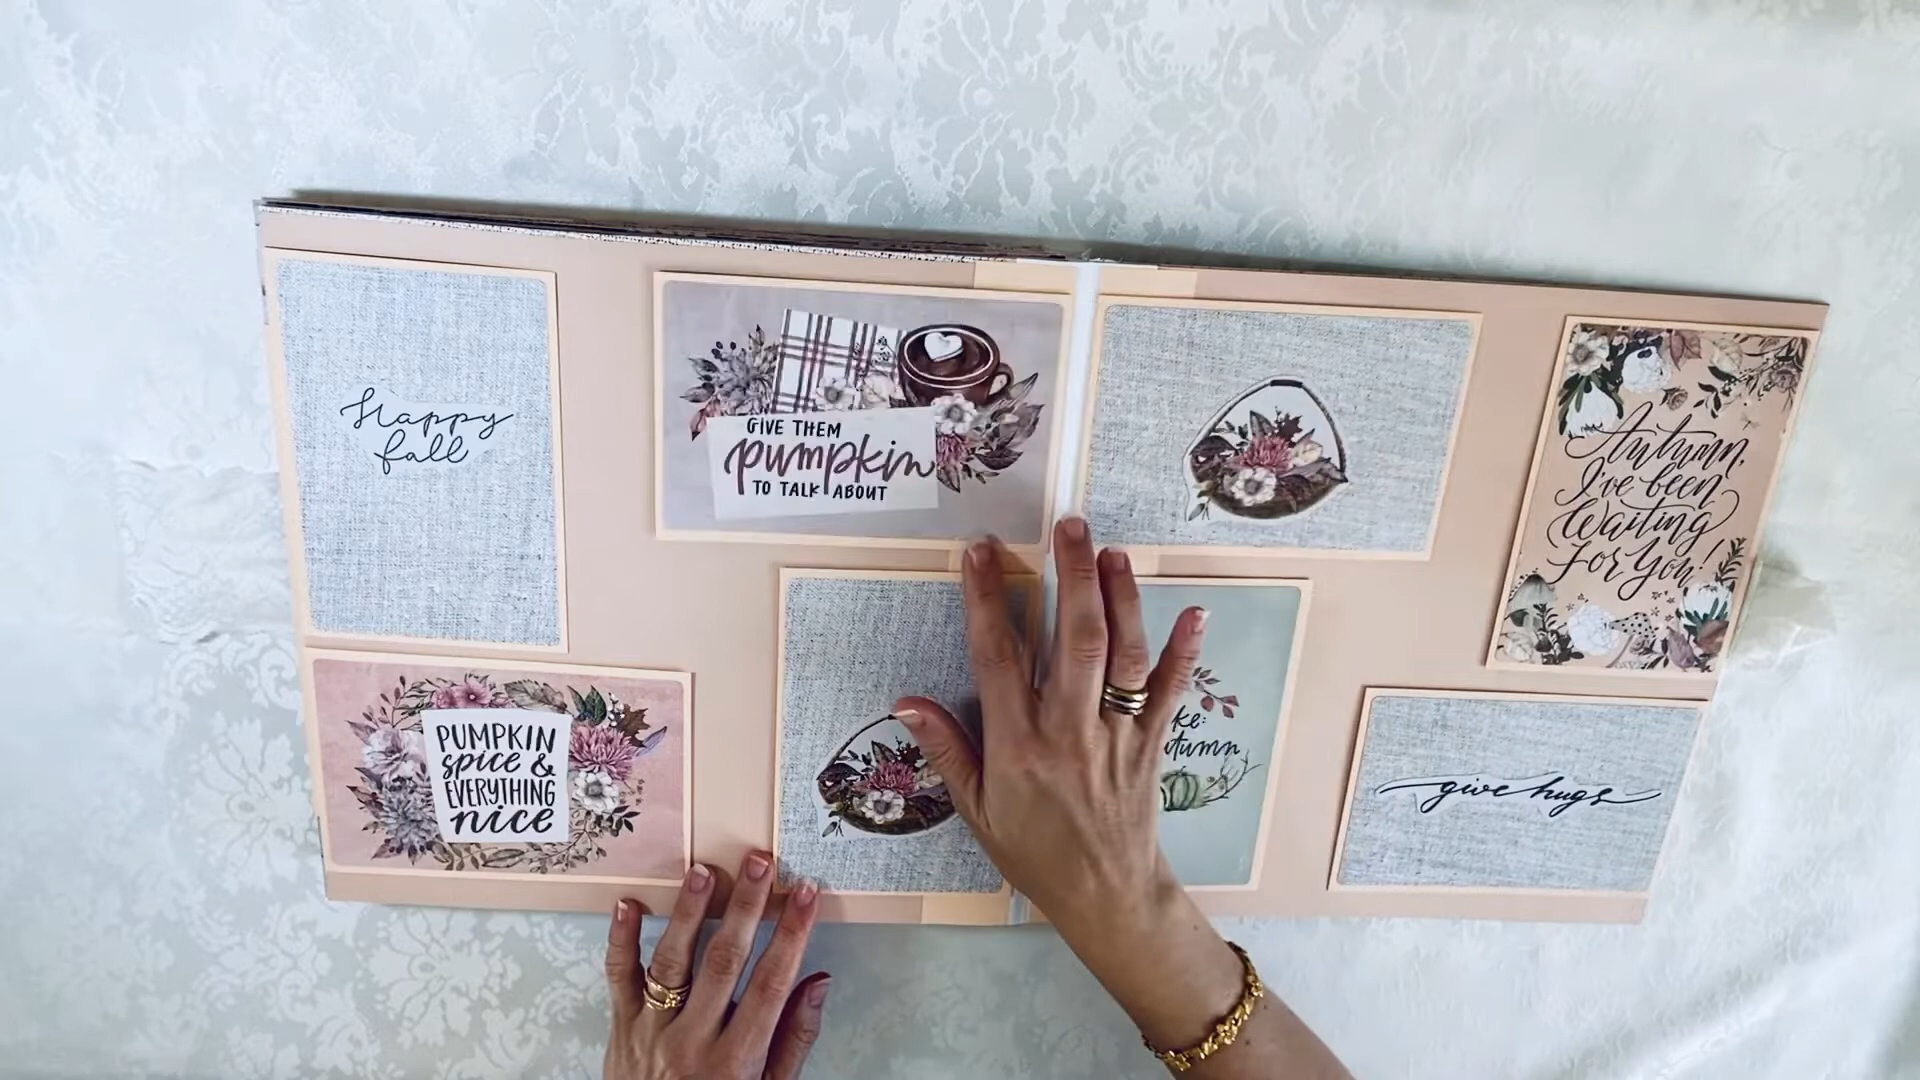 Happy
fall
GIVE THEM
pumpkin
TO TALK ABOUT
PUMPKIN
spice &
EVERYTHING
nice
Autumn,
I've been
Waiting
For You!
give hugs